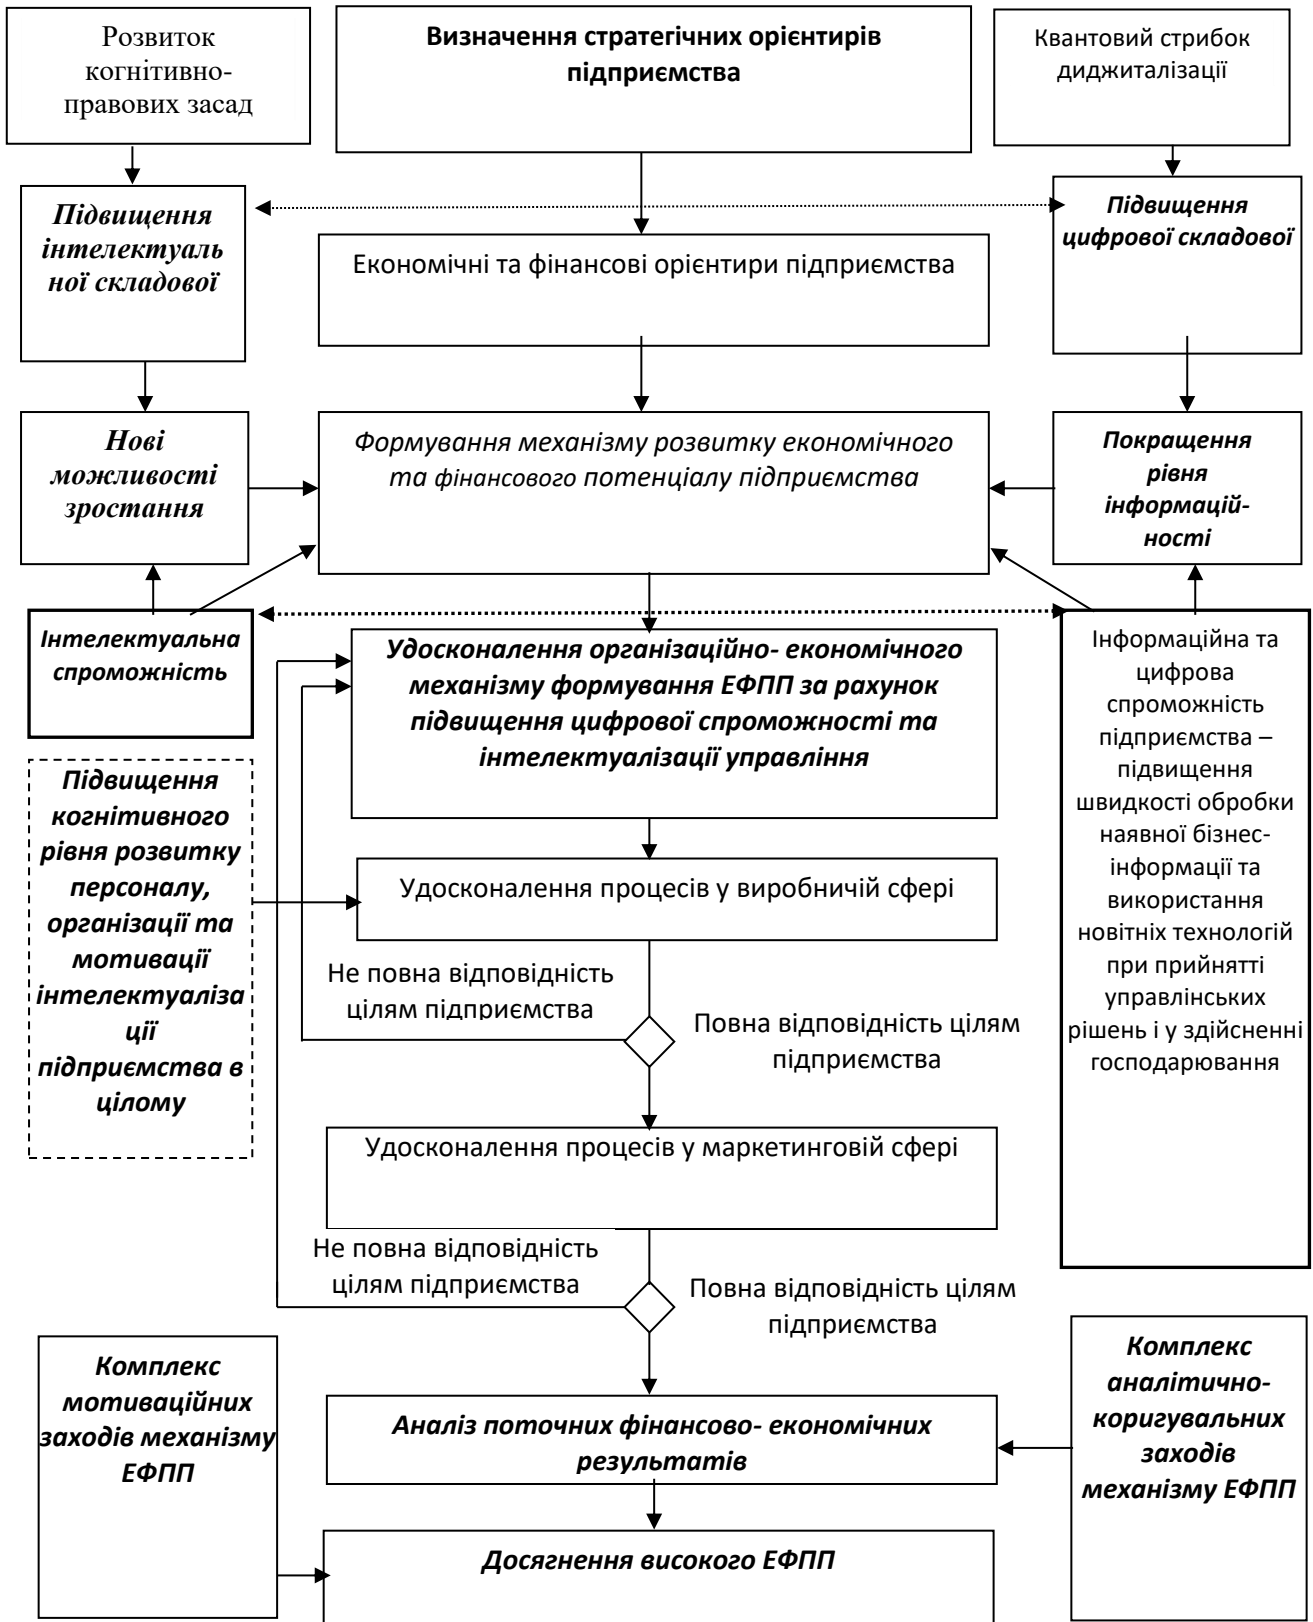 Розвиток
когнітивно-
правових засад
Визначення стратегічних орієнтирів
підприємства
Квантовий стрибок
диджиталізації
Підвищення
інтелектуаль
ної складової
Економічні та фінансові орієнтири підприємства
Підвищення
цифрової складової
Нові
можливості
зростання
Формування механізму розвитку економічного
та фінансового потенціалу підприємства
Покращення
рівня
інформацій-
ності
Інтелектуальна
спроможність
Удосконалення організаційно- економічного
механізму формування ЕФПП за рахунок
підвищення цифрової спроможності та
інтелектуалізації управління
Інформаційна та
цифрова
спроможність
підприємства –
підвищення
швидкості обробки
наявної бізнес-
інформації та
використання
новітніх технологій
при прийнятті
управлінських
рішень і у здійсненні
господарювання
Підвищення
когнітивного
рівня розвитку
персоналу,
організації та
мотивації
інтелектуаліза
ції
підприємства в
цілому
Удосконалення процесів у виробничій сфері
Не повна відповідність
цілям підприємства
Повна відповідність цілям
підприємства
Удосконалення процесів у маркетинговій сфері
Не повна відповідність
цілям підприємства
Повна відповідність цілям
підприємства
Комплекс
мотиваційних
заходів механізму
ЕФПП
Аналіз поточних фінансово- економічних
результатів
Комплекс
аналітично-
коригувальних
заходів
механізму ЕФПП
Досягнення високого ЕФПП